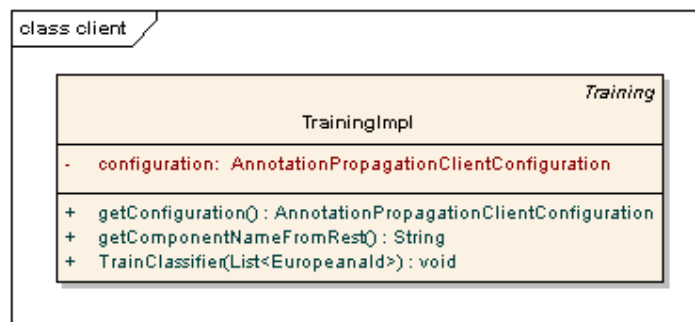 class client
Training
TrainingImpl
- configuration: AnnotationPropagationClientConfiguration
+ getConfiguration() : AnnotationPropagationClientConfiguration
+ getComponentNameFromRest() : String
+ TrainClassifier(List<EuropeanaId>) : void